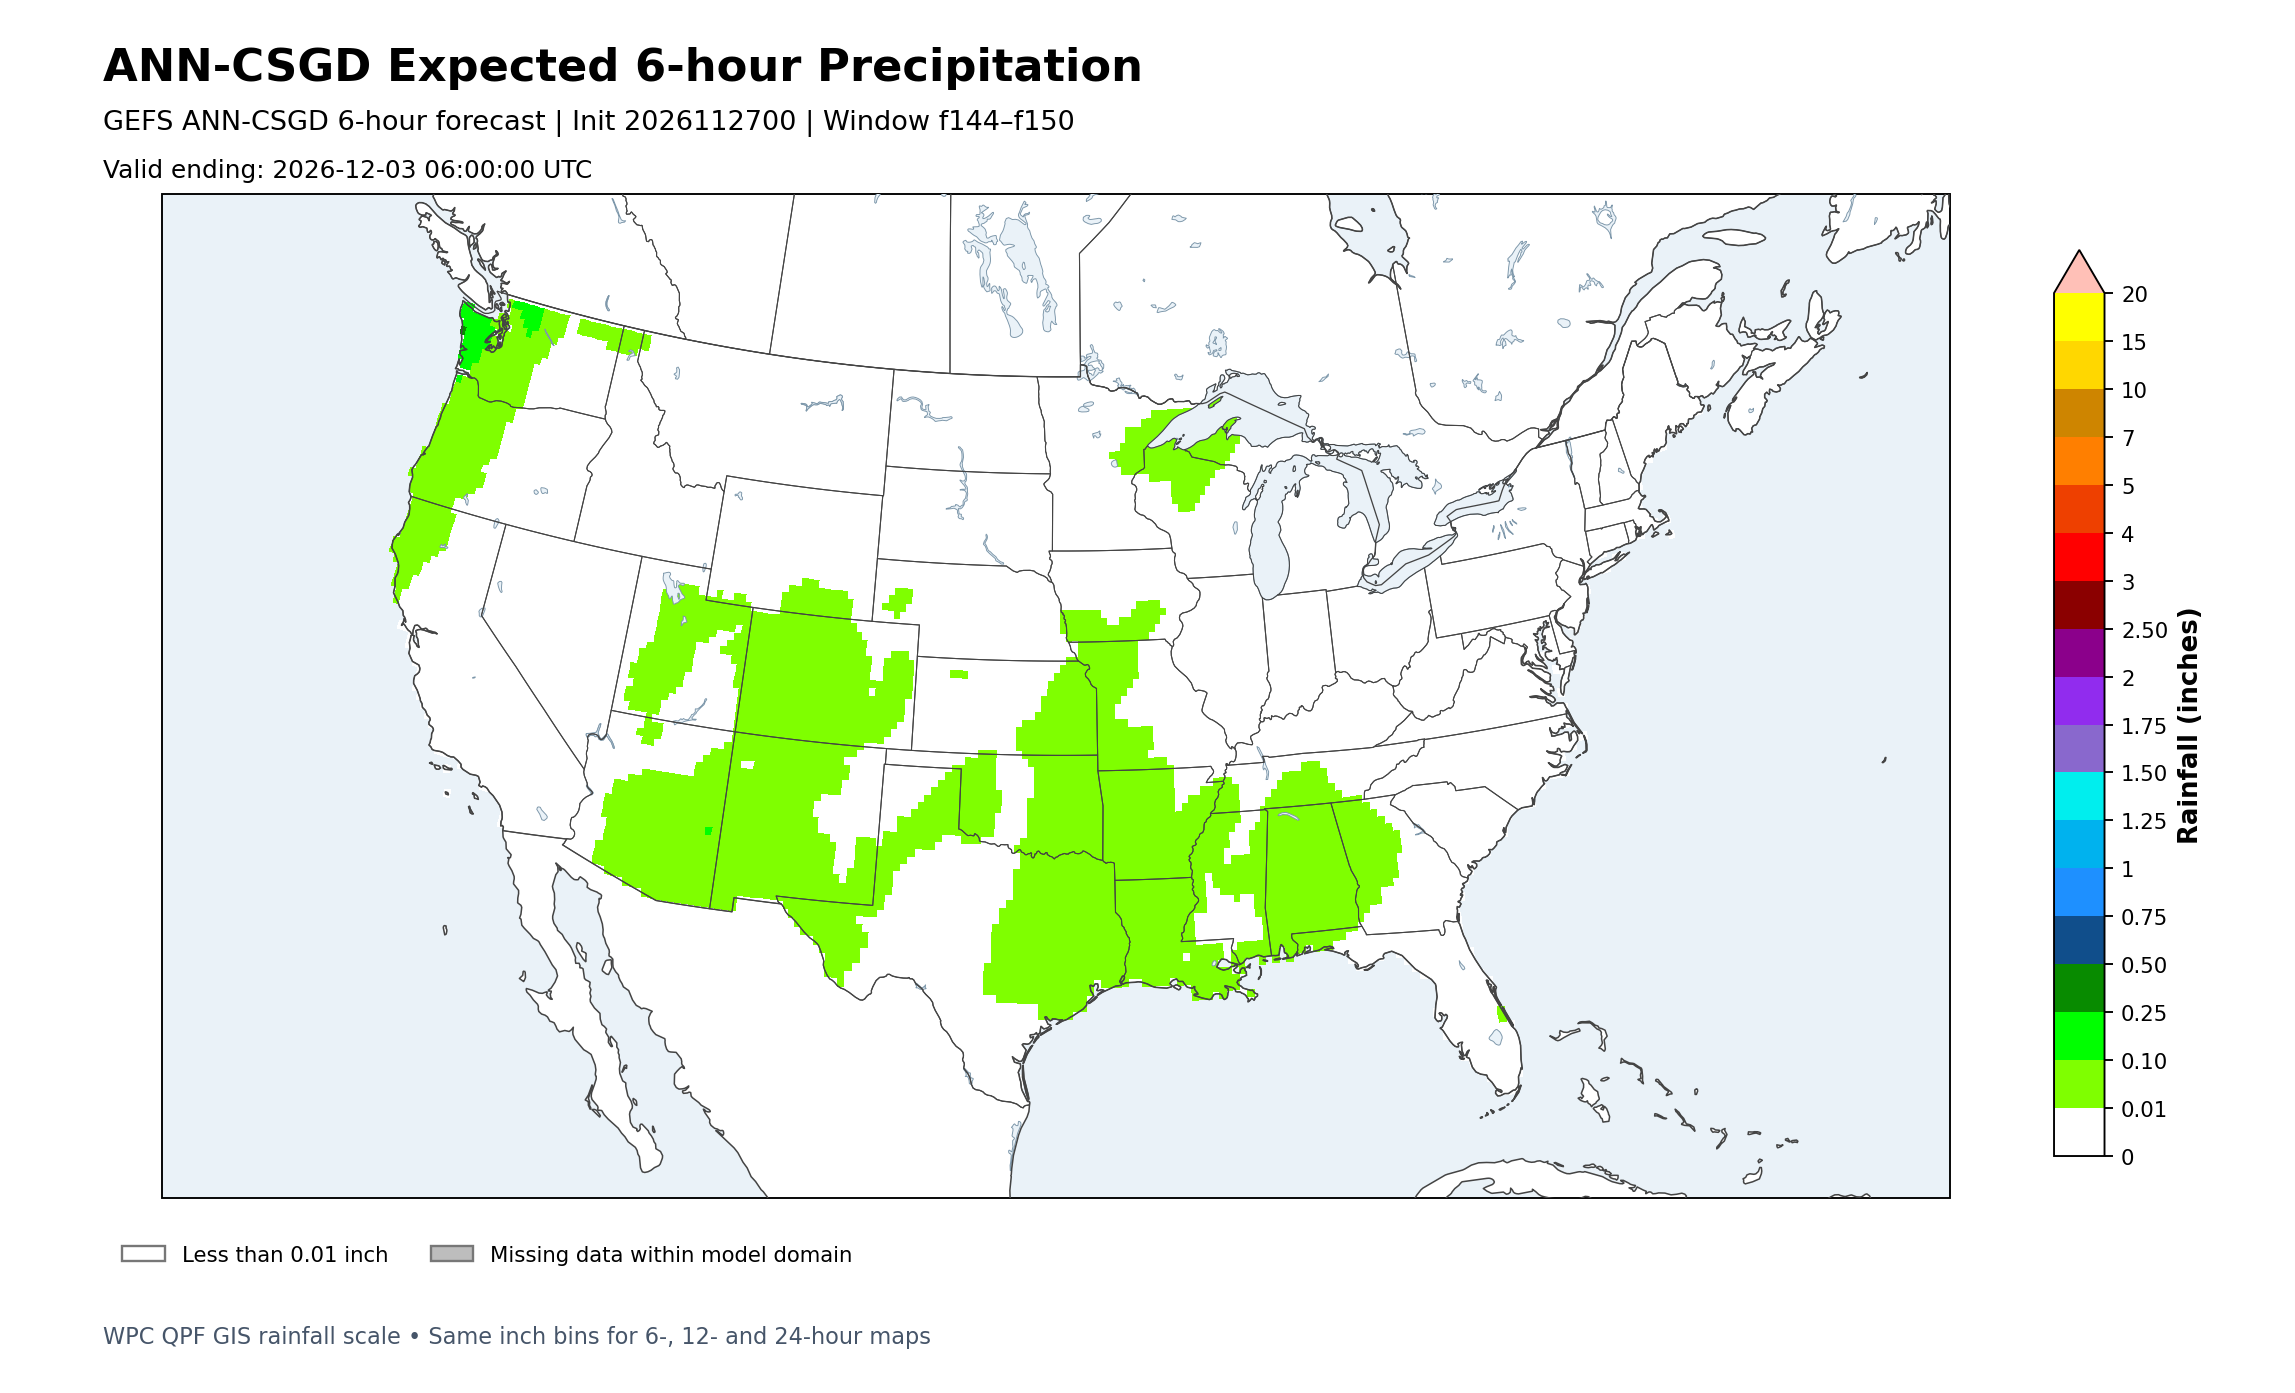 ANN-CSGD Expected 6-hour Precipitation
GEFS ANN-CSGD 6-hour forecast | Init 2026112700 | Window f144–f150
Valid ending: 2026-12-03 06:00:00 UTC
20
15
10
7
5
4
3
2.50
2
1.75
1.50
1.25
1
0.75
0.50
0.25
0.10
0.01
0
Rainfall (inches)
Less than 0.01 inch
Missing data within model domain
WPC QPF GIS rainfall scale • Same inch bins for 6-, 12- and 24-hour maps